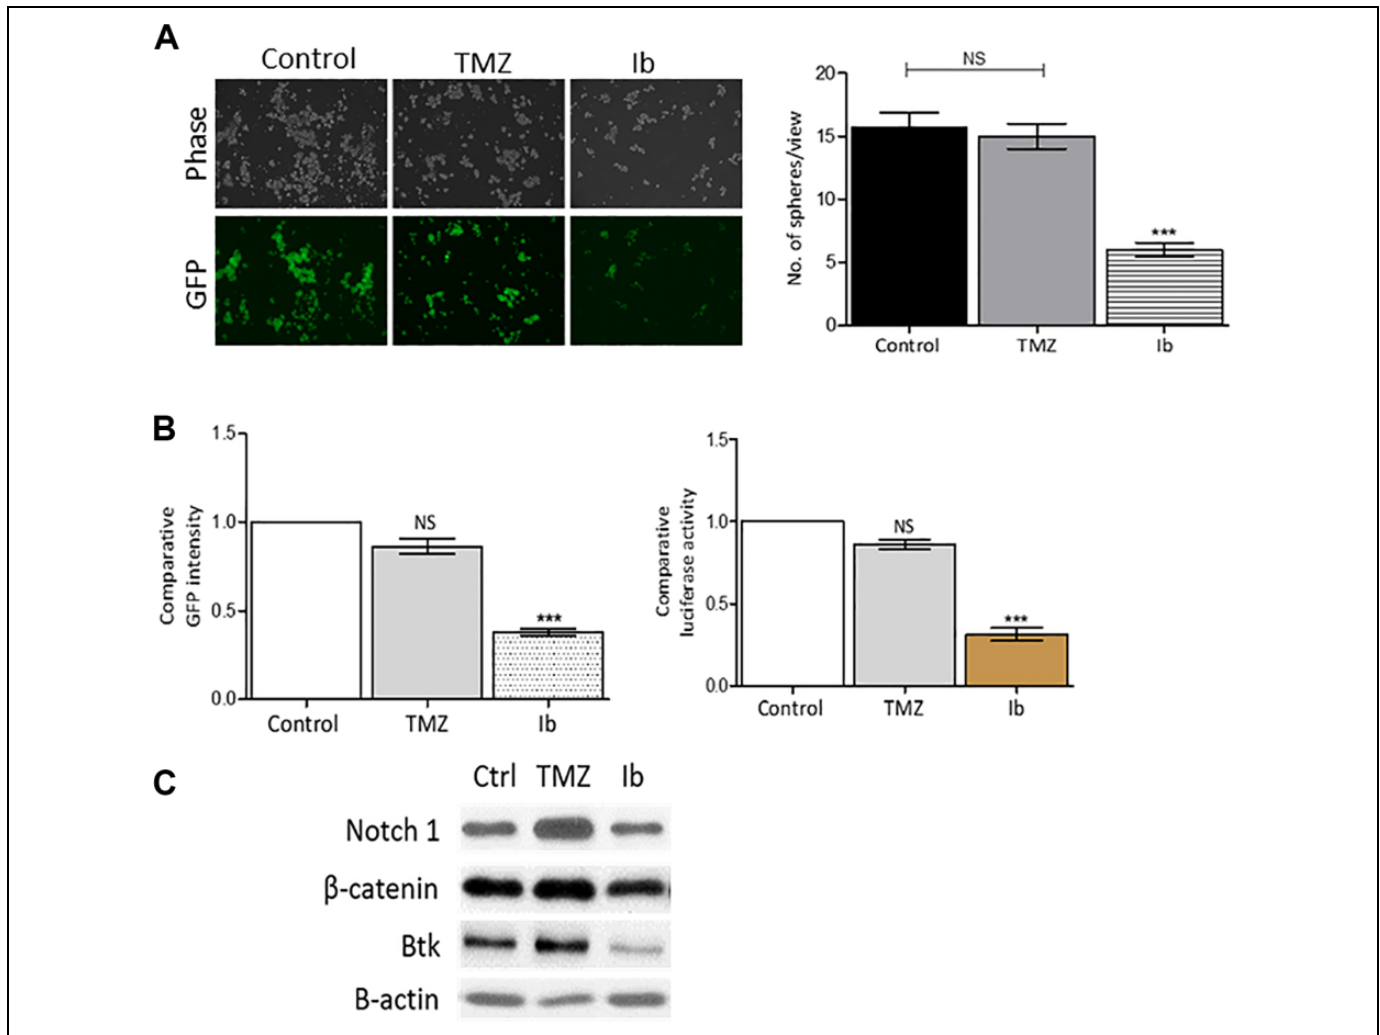 A
Control TMZ Ib
Phase
GFP
NS
No. of spheres/view
20
15
10
5
0
***
Control TMZ Ib
B
Comparative
GFP intensity
1.5
1.0
0.5
0.0
NS
***
Control TMZ Ib
Comparative
luciferase activity
1.5
1.0
0.5
0.0
NS
***
Control TMZ Ib
C
Ctrl TMZ Ib
Notch 1
β-catenin
Btk
B-actin